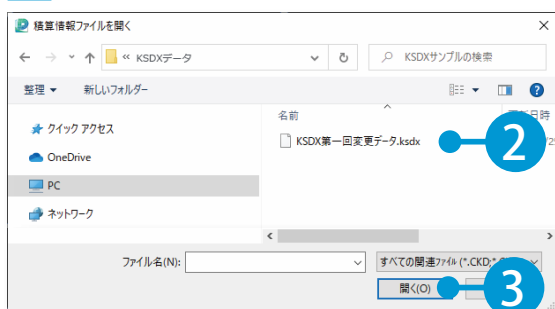 積算情報ファイルを開く
« KSDXデータ
KSDXサンプルの検索
整理
新しいフォルダー
名前
日時
クイック アクセス
KSDX第一回変更データ.ksdx
2
OneDrive
PC
ネットワーク
ファイル名(N):
すべての関連ファイル (*.CKD;*
開く(O)
3